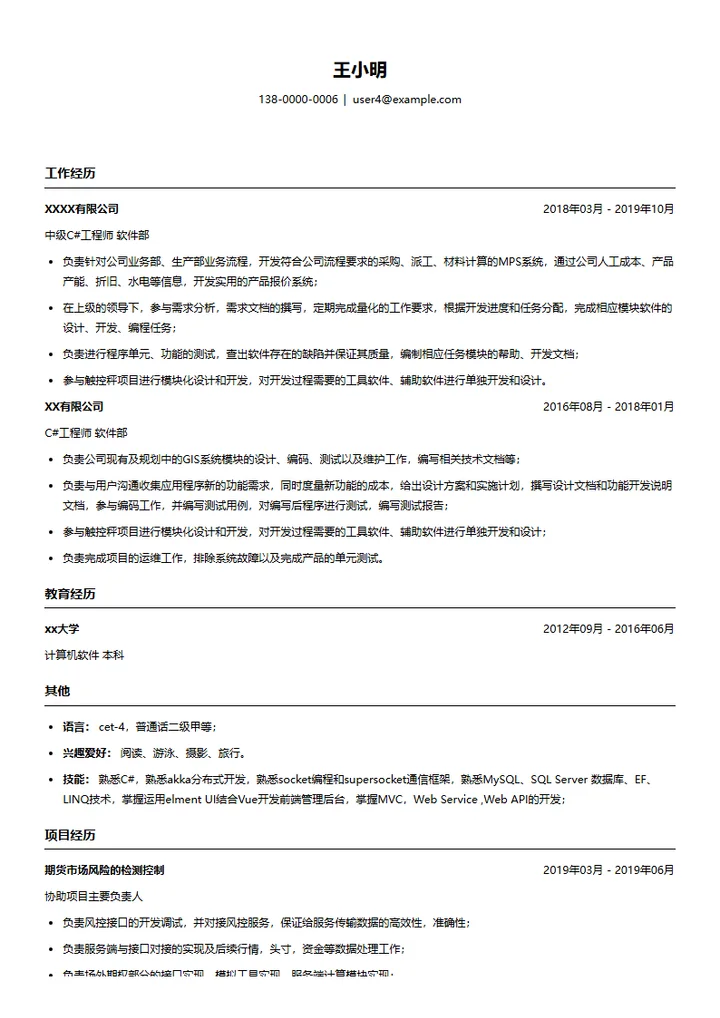 王小明
138-0000-0006 | user4@example.com
工作经历
XXXX有限公司 2018年03月 - 2019年10月
中级C#工程师 软件部
• 负责针对公司业务部、生产部业务流程，开发符合公司流程要求的采购、派工、材料计算的MPS系统，通过公司人工成本、产品
产能、折旧、水电等信息，开发实用的产品报价系统；
• 在上级的领导下，参与需求分析，需求文档的撰写，定期完成量化的工作要求，根据开发进度和任务分配，完成相应模块软件的
设计、开发、编程任务；
• 负责进行程序单元、功能的测试，查出软件存在的缺陷并保证其质量，编制相应任务模块的帮助、开发文档；
• 参与触控秤项目进行模块化设计和开发，对开发过程需要的工具软件、辅助软件进行单独开发和设计。
XX有限公司 2016年08月 - 2018年01月
C#工程师 软件部
• 负责公司现有及规划中的GIS系统模块的设计、编码、测试以及维护工作，编写相关技术文档等；
• 负责与用户沟通收集应用程序新的功能需求，同时度量新功能的成本，给出设计方案和实施计划，撰写设计文档和功能开发说明
文档，参与编码工作，并编写测试用例，对编写后程序进行测试，编写测试报告；
• 参与触控秤项目进行模块化设计和开发，对开发过程需要的工具软件、辅助软件进行单独开发和设计；
• 负责完成项目的运维工作，排除系统故障以及完成产品的单元测试。
教育经历
xx大学 2012年09月 - 2016年06月
计算机软件 本科
其他
• 语言： cet-4，普通话二级甲等；
• 兴趣爱好： 阅读、游泳、摄影、旅行。
• 技能： 熟悉C#，熟悉akka分布式开发，熟悉socket编程和supersocket通信框架，熟悉MySQL、SQL Server 数据库、EF、
LINQ技术，掌握运用elment UI结合Vue开发前端管理后台，掌握MVC，Web Service ,Web API的开发；
项目经历
期货市场风险的检测控制 2019年03月 - 2019年06月
协助项目主要负责人
• 负责风控接口的开发调试，并对接风控服务，保证给服务传输数据的高效性，准确性；
• 负责服务端与接口对接的实现及后续行情，头寸，资金等数据处理工作；
• 负责场外期权部分的接口实现，模拟工具实现，服务端计算模块实现；